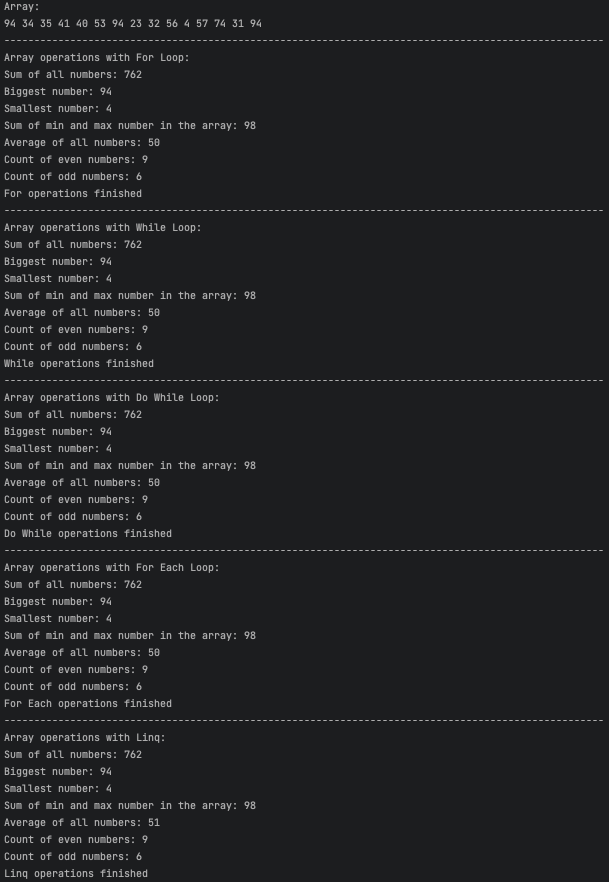 Array:
94 34 35 41 40 53 94 23 32 56 4 57 74 31 94
----------------------------------------------------------------------------------------------------
Array operations with For Loop:
Sum of all numbers: 762
Biggest number: 94
Smallest number: 4
Sum of min and max number in the array: 98
Average of all numbers: 50
Count of even numbers: 9
Count of odd numbers: 6
For operations finished
----------------------------------------------------------------------------------------------------
Array operations with While Loop:
Sum of all numbers: 762
Biggest number: 94
Smallest number: 4
Sum of min and max number in the array: 98
Average of all numbers: 50
Count of even numbers: 9
Count of odd numbers: 6
While operations finished
----------------------------------------------------------------------------------------------------
Array operations with Do While Loop:
Sum of all numbers: 762
Biggest number: 94
Smallest number: 4
Sum of min and max number in the array: 98
Average of all numbers: 50
Count of even numbers: 9
Count of odd numbers: 6
Do While operations finished
----------------------------------------------------------------------------------------------------
Array operations with For Each Loop:
Sum of all numbers: 762
Biggest number: 94
Smallest number: 4
Sum of min and max number in the array: 98
Average of all numbers: 50
Count of even numbers: 9
Count of odd numbers: 6
For Each operations finished
----------------------------------------------------------------------------------------------------
Array operations with Linq:
Sum of all numbers: 762
Biggest number: 94
Smallest number: 4
Sum of min and max number in the array: 98
Average of all numbers: 51
Count of even numbers: 9
Count of odd numbers: 6
Linq operations finished